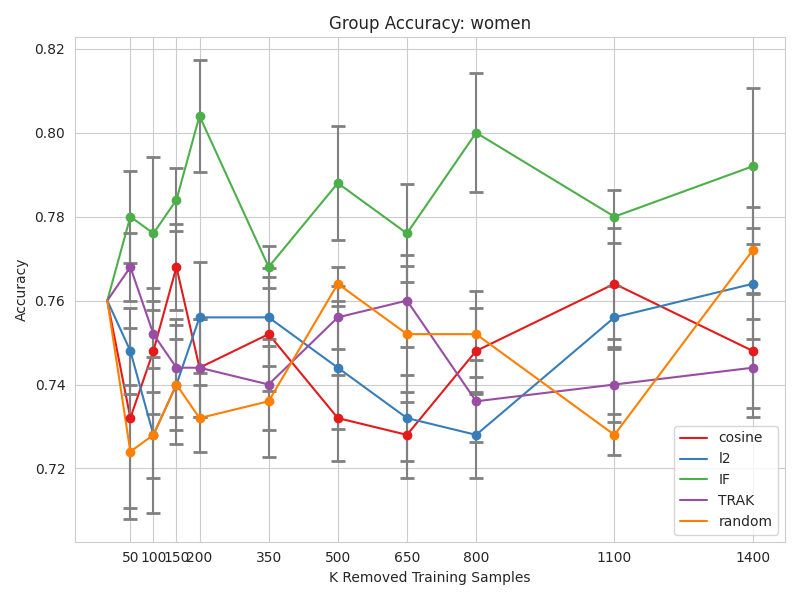 Group Accuracy: women
Accuracy
0.82
0.80
0.78
0.76
0.74
0.72
50 100 150 200 350 500 650 800 1100 1400
K Removed Training Samples
cosine
l2
IF
TRAK
random